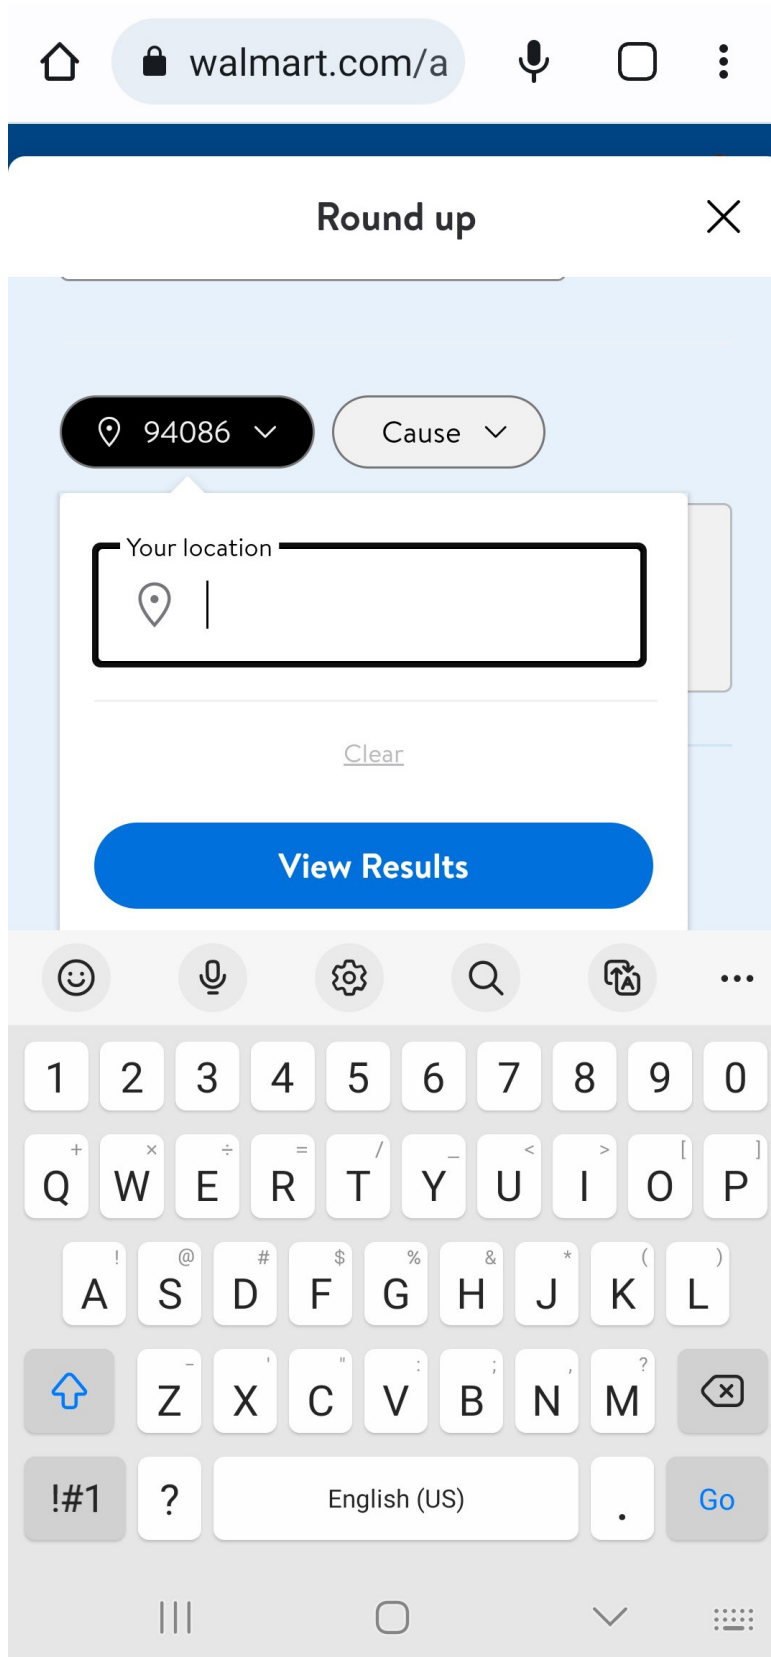 walmart.com/a
Round up
94086
Cause
Your location
Clear
View Results
1 2 3 4 5 6 7 8 9 0
+ × ÷ = / _ < > [ ]
Q W E R T Y U I O P
! @ # $ % & * ( )
A S D F G H J K L
- ' " : ; , ?
Z X C V B N M
!#1 ? English (US) . Go